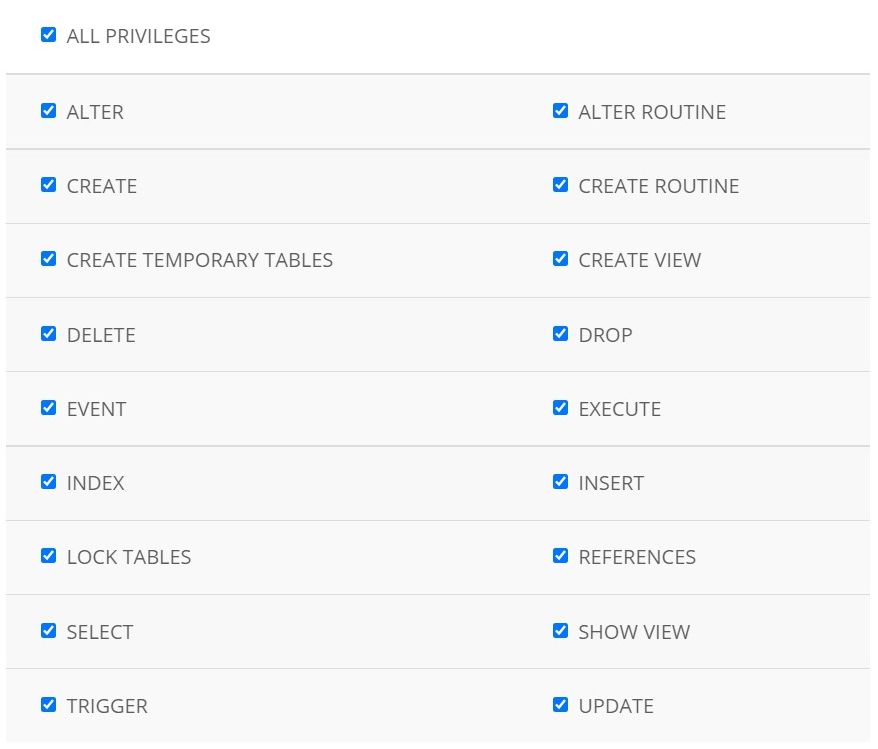 ALL PRIVILEGES
ALTER ALTER ROUTINE
CREATE CREATE ROUTINE
CREATE TEMPORARY TABLES CREATE VIEW
DELETE DROP
EVENT EXECUTE
INDEX INSERT
LOCK TABLES REFERENCES
SELECT SHOW VIEW
TRIGGER UPDATE